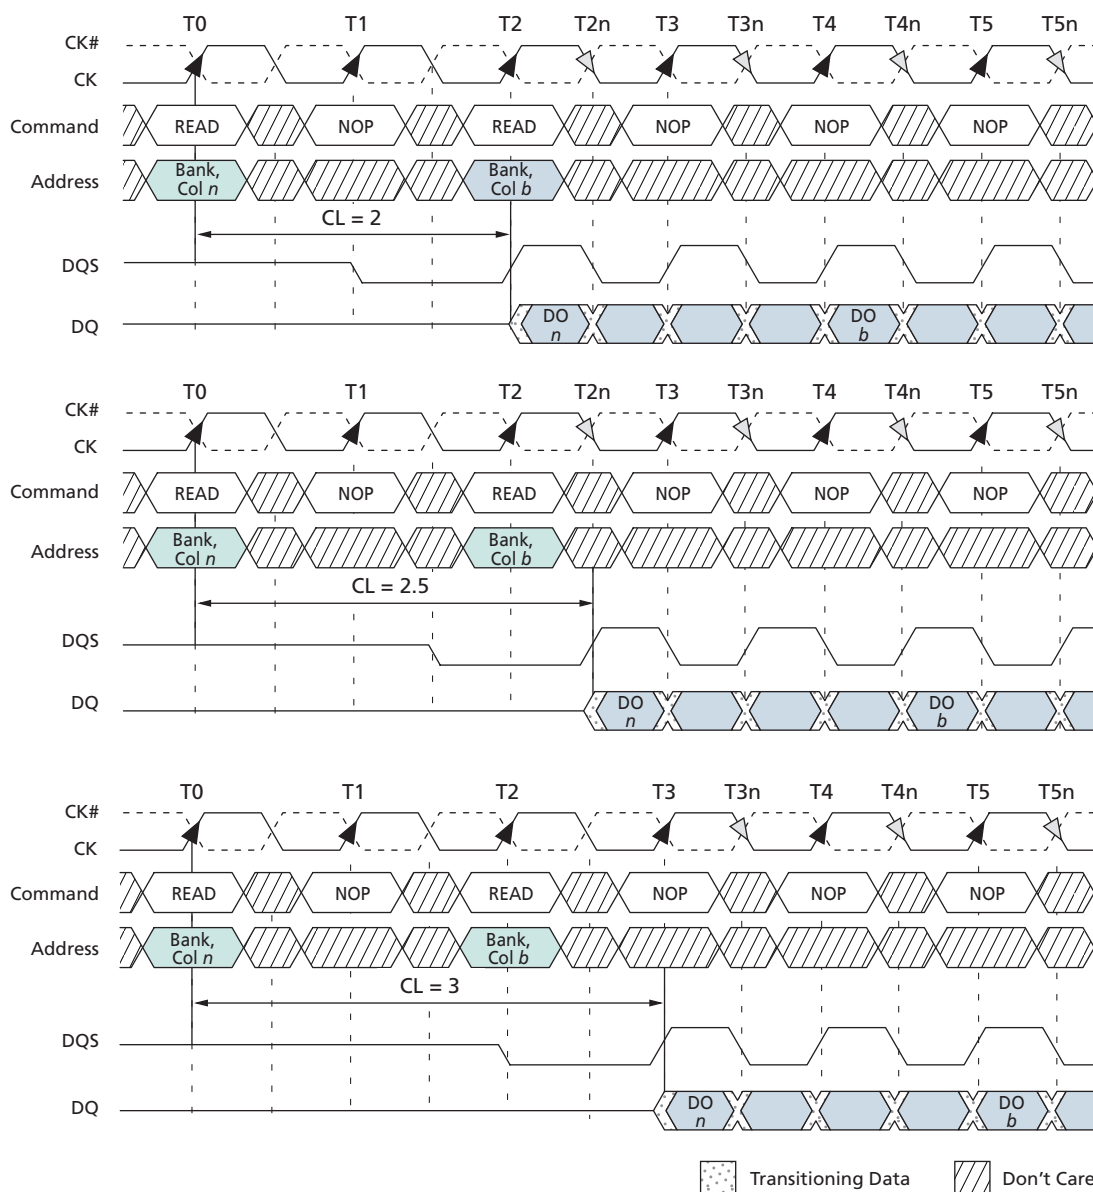 T0 T1 T2 T2n T3 T3n T4 T4n T5 T5n
CK#
CK
Command READ NOP READ NOP NOP NOP
Address Bank, Col n Bank, Col b
CL = 2
DQS
DQ DO n DO b
T0 T1 T2 T2n T3 T3n T4 T4n T5 T5n
CK#
CK
Command READ NOP READ NOP NOP NOP
Address Bank, Col n Bank, Col b
CL = 2.5
DQS
DQ DO n DO b
T0 T1 T2 T3 T3n T4 T4n T5 T5n
CK#
CK
Command READ NOP READ NOP NOP NOP
Address Bank, Col n Bank, Col b
CL = 3
DQS
DQ DO n DO b
Transitioning Data Don't Care